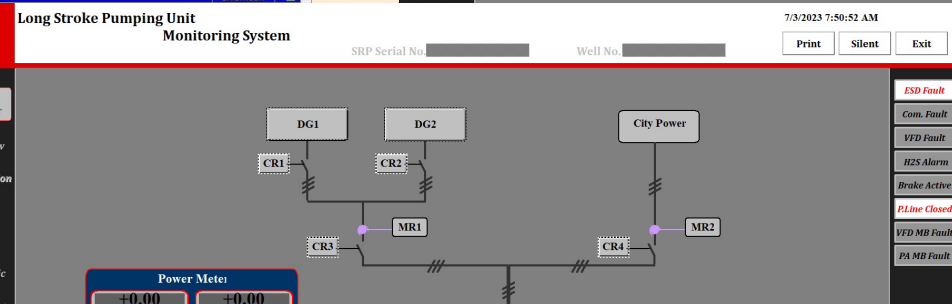 Long Stroke Pumping Unit
Monitoring System
7/3/2023 7:50:52 AM
SRP Serial No.
Well No.
Print
Silent
Exit
DG1
DG2
City Power
CR1
CR2
MR1
MR2
CR3
CR4
Power Meter
+0.00
+0.00
ESD Fault
Com. Fault
VFD Fault
H2S Alarm
Brake Active
P.Line Closed
VFD MB Fault
PA MB Fault